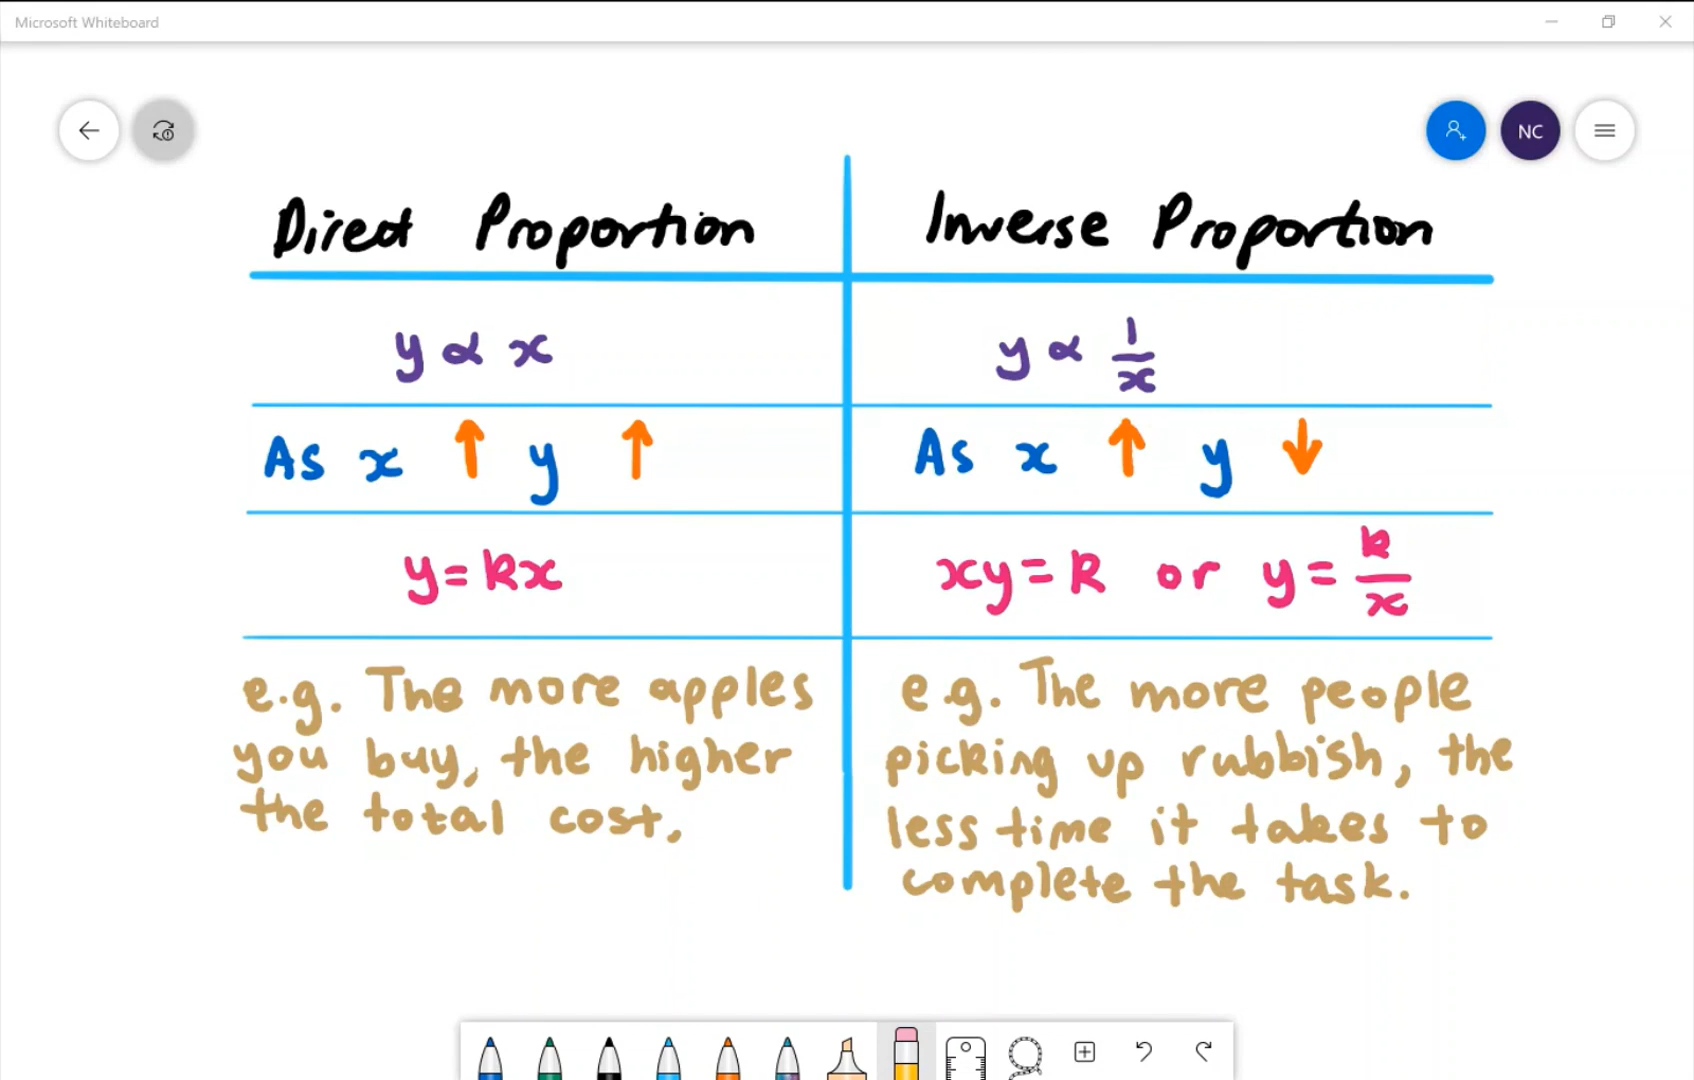 Microsoft Whiteboard
NC
Direct Proportion
Inverse Proportion
y ∝ x
y ∝ 1/x
As x ↑ y ↑
As x ↑ y ↓
y = kx
xy = k or y = k/x
e.g. The more apples
you buy, the higher
the total cost.
e.g. The more people
picking up rubbish, the
less time it takes to
complete the task.